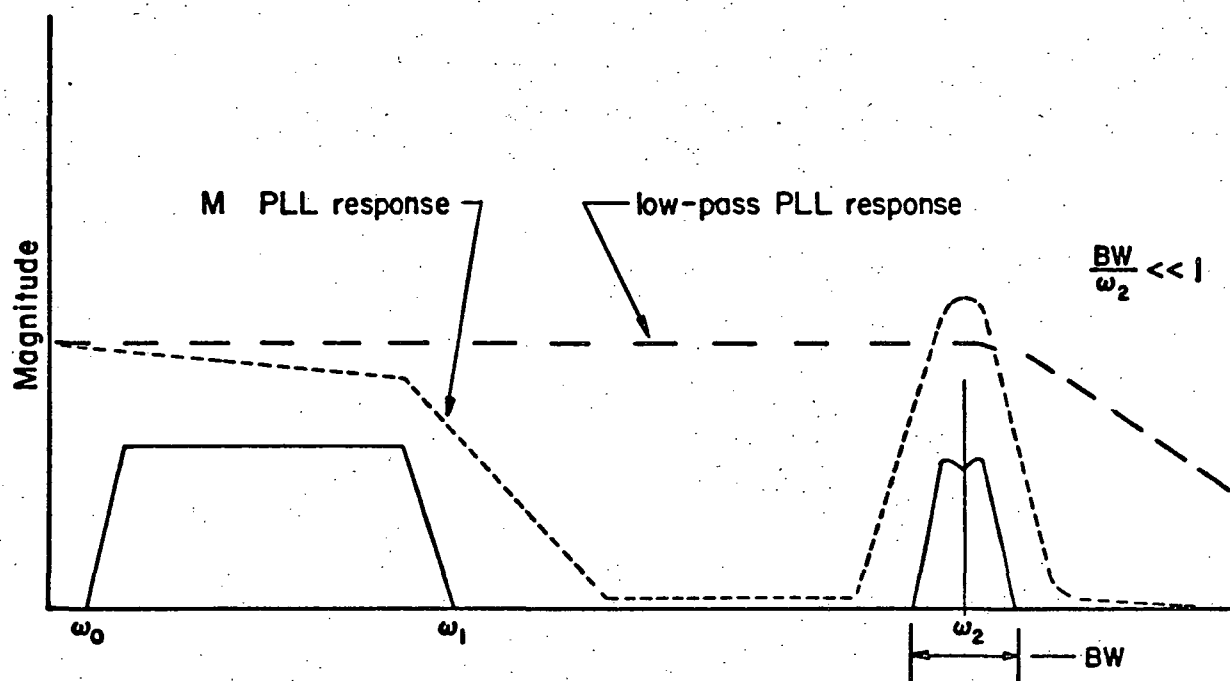 M PLL response
low-pass PLL response
BW/ω₂ << 1
Magnitude
ω₀
ω₁
ω₂
BW